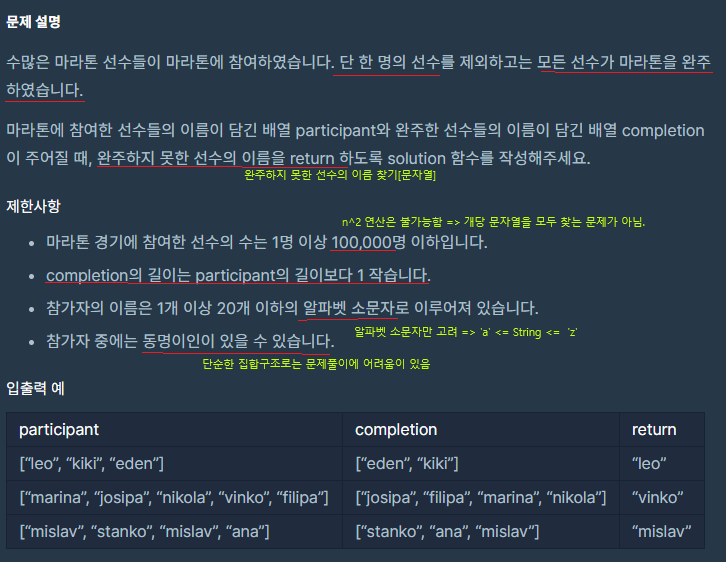 문제 설명
수많은 마라톤 선수들이 마라톤에 참여하였습니다. 단 한 명의 선수를 제외하고는 모든 선수가 마라톤을 완주
하였습니다.
마라톤에 참여한 선수들의 이름이 담긴 배열 participant와 완주한 선수들의 이름이 담긴 배열 completion
이 주어질 때, 완주하지 못한 선수의 이름을 return 하도록 solution 함수를 작성해주세요.
완주하지 못한 선수의 이름 찾기[문자열]
제한사항
n^2 연산은 불가능함 => 개당 문자열을 모두 찾는 문제가 아님.
• 마라톤 경기에 참여한 선수의 수는 1명 이상 100,000명 이하입니다.
• completion의 길이는 participant의 길이보다 1 작습니다.
• 참가자의 이름은 1개 이상 20개 이하의 알파벳 소문자로 이루어져 있습니다.
알파벳 소문자만 고려 => 'a' <= String <= 'z'
• 참가자 중에는 동명이인이 있을 수 있습니다.
단순한 집합구조로는 문제풀이에 어려움이 있음
입출력 예
participant completion return
["leo", "kiki", "eden"] ["eden", "kiki"] "leo"
["marina", "josipa", "nikola", "vinko", "filipa"] ["josipa", "filipa", "marina", "nikola"] "vinko"
["mislav", "stanko", "mislav", "ana"] ["stanko", "ana", "mislav"] "mislav"